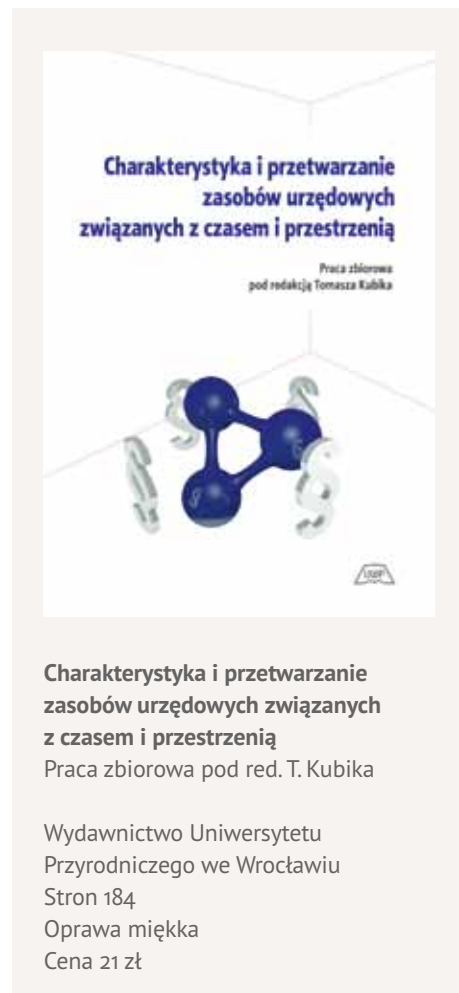 Charakterystyka i przetwarzanie
zasobów urzędowych
związanych z czasem i przestrzenią
Praca zbiorowa
pod redakcją Tomasza Kubika
§
§
§
Charakterystyka i przetwarzanie
zasobów urzędowych związanych
z czasem i przestrzenią
Praca zbiorowa pod red. T. Kubika
Wydawnictwo Uniwersytetu
Przyrodniczego we Wrocławiu
Stron 184
Oprawa miękka
Cena 21 zł